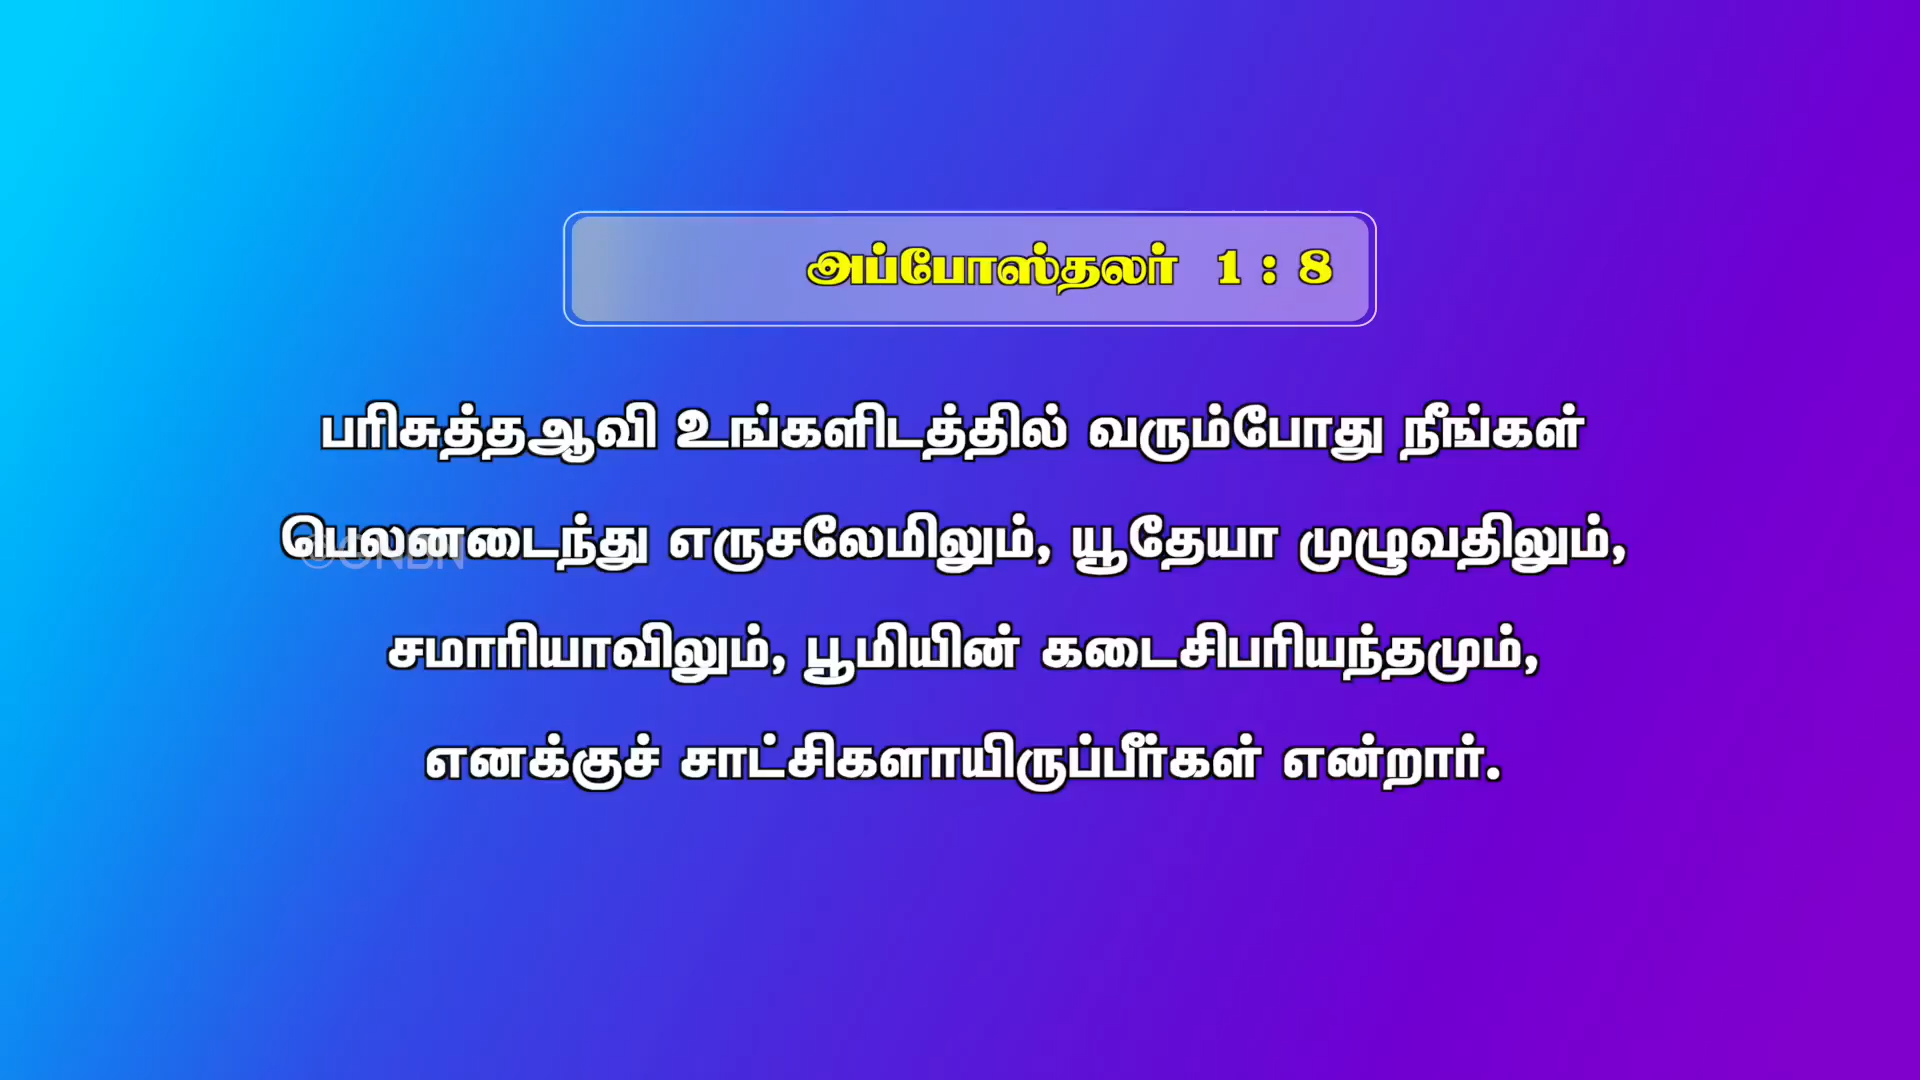 அப்போஸ்தலர் 1 : 8
பரிசுத்தஆவி உங்களிடத்தில் வரும்போது நீங்கள்
பெலனடைந்து எருசலேமிலும், யூதேயா முழுவதிலும்,
சமாரியாவிலும், பூமியின் கடைசிபரியந்தமும்,
எனக்குச் சாட்சிகளாயிருப்பீர்கள் என்றார்.